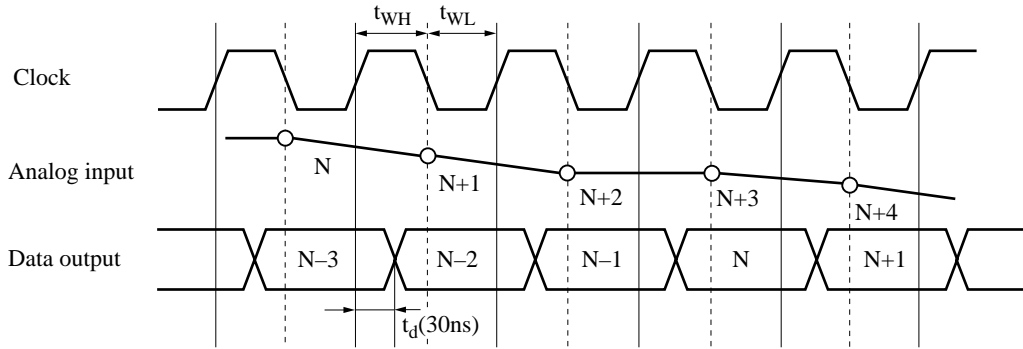 tWH tWL
Clock
Analog input
N N+1 N+2 N+3 N+4
Data output
N–3 N–2 N–1 N N+1
td(30ns)